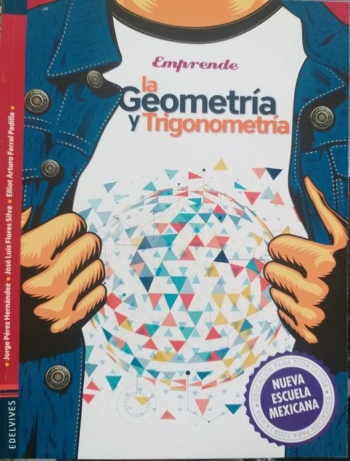 Emprende
la
Geometría
y Trigonometría
Jorge Pérez Hernández • José Luis Flores Silva • Elliot Arturo Ferral Padilla
EDELVIVES
NUEVA
ESCUELA
MEXICANA